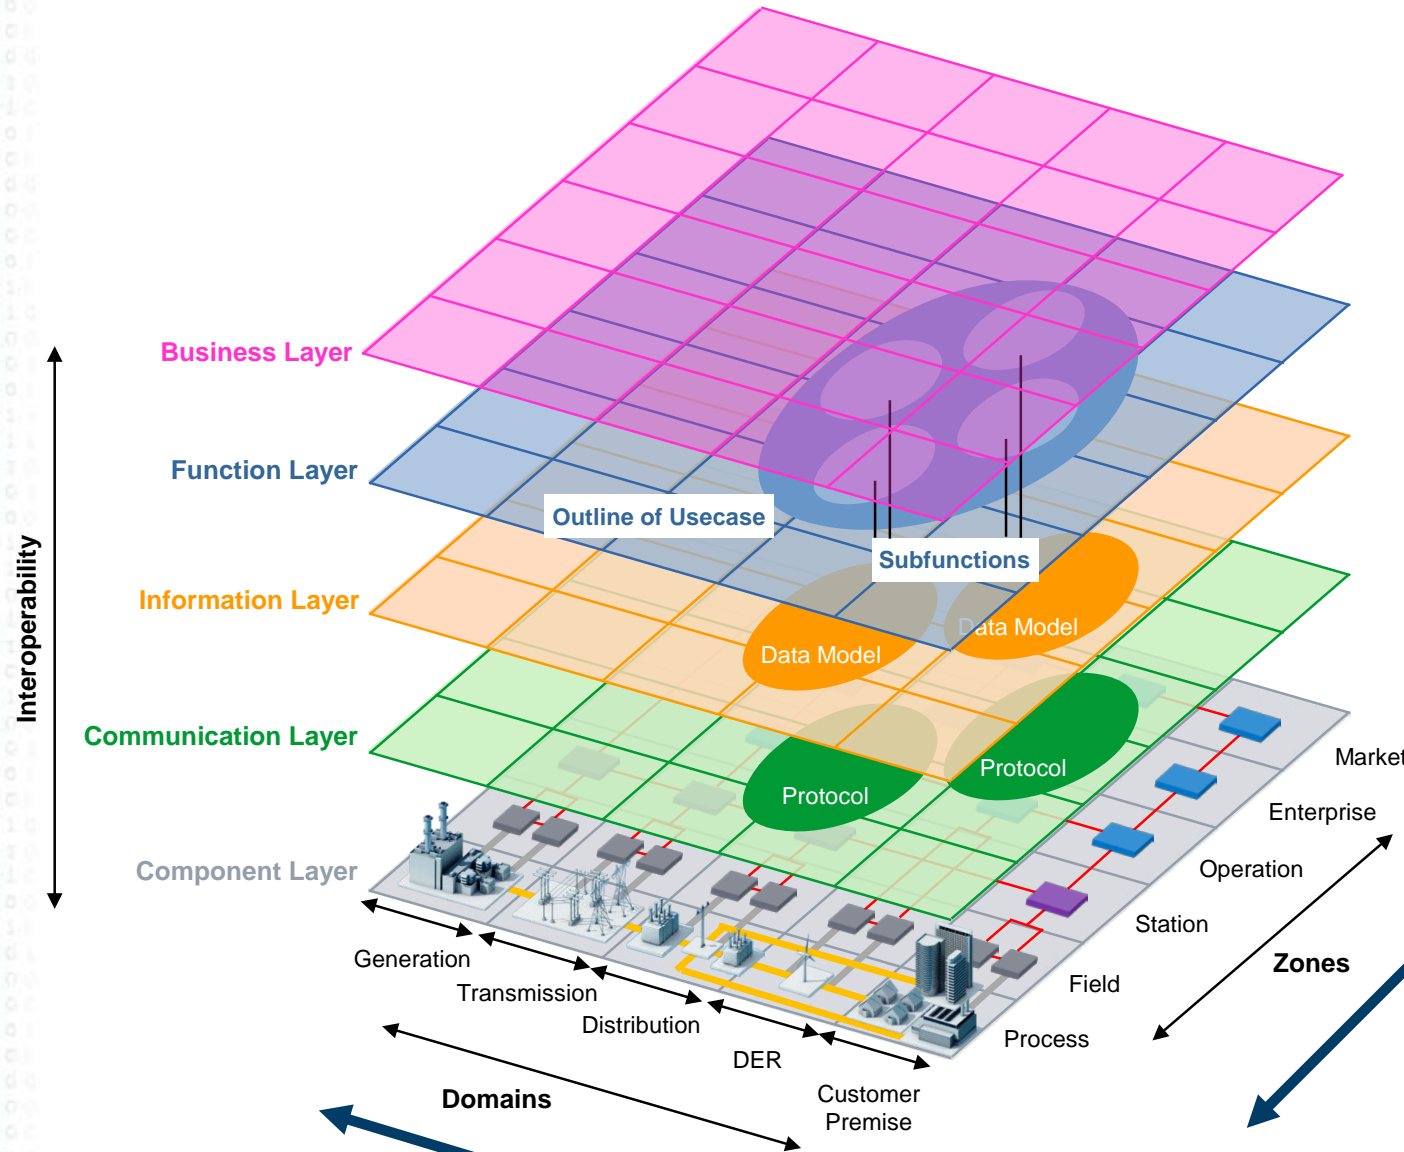 Business Layer
Function Layer
Outline of Usecase
Subfunctions
Information Layer
Data Model
Data Model
Interoperability
Communication Layer
Protocol
Protocol
Component Layer
Market
Enterprise
Operation
Station
Field
Process
Zones
Generation
Transmission
Distribution
DER
Customer
Premise
Domains